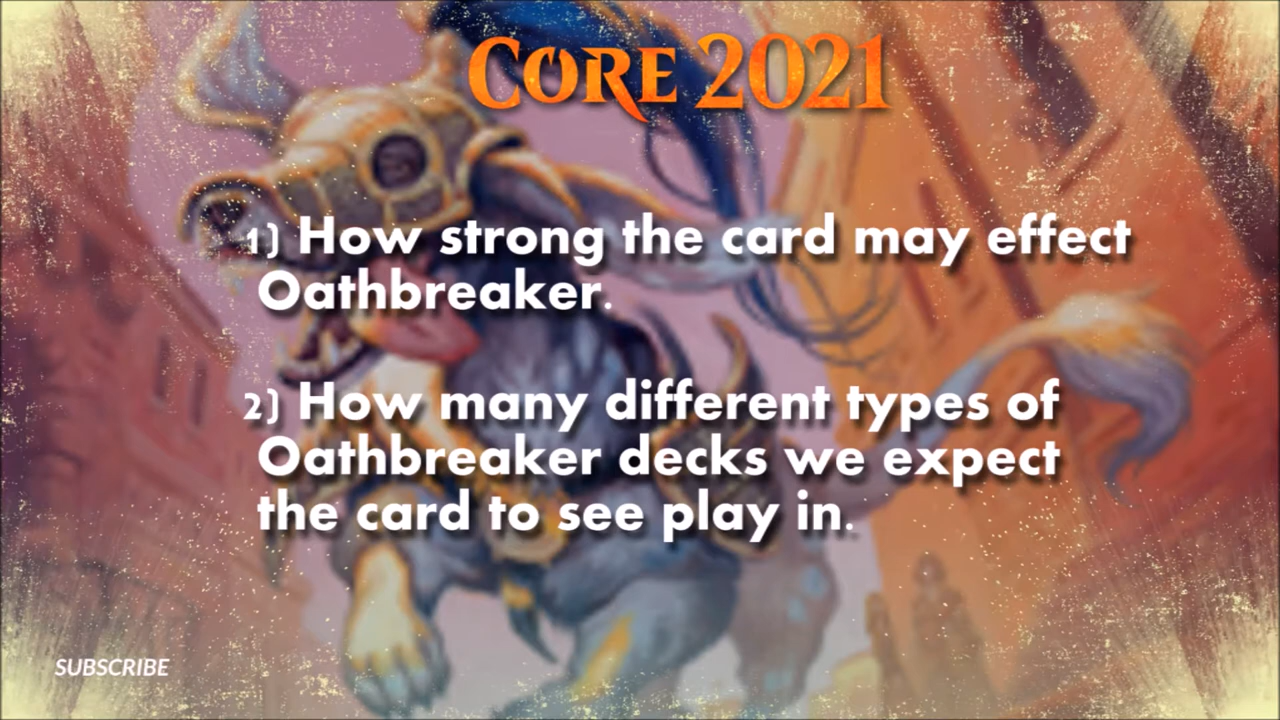 CORE 2021
1) How strong the card may effect
Oathbreaker.
2) How many different types of
Oathbreaker decks we expect
the card to see play in.
SUBSCRIBE